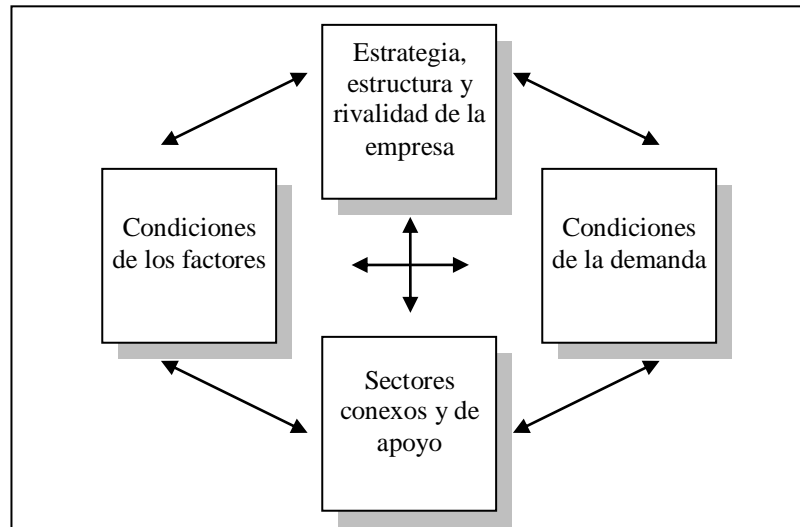 Estrategia,
estructura y
rivalidad de la
empresa
Condiciones
de los factores
Condiciones
de la demanda
Sectores
conexos y de
apoyo